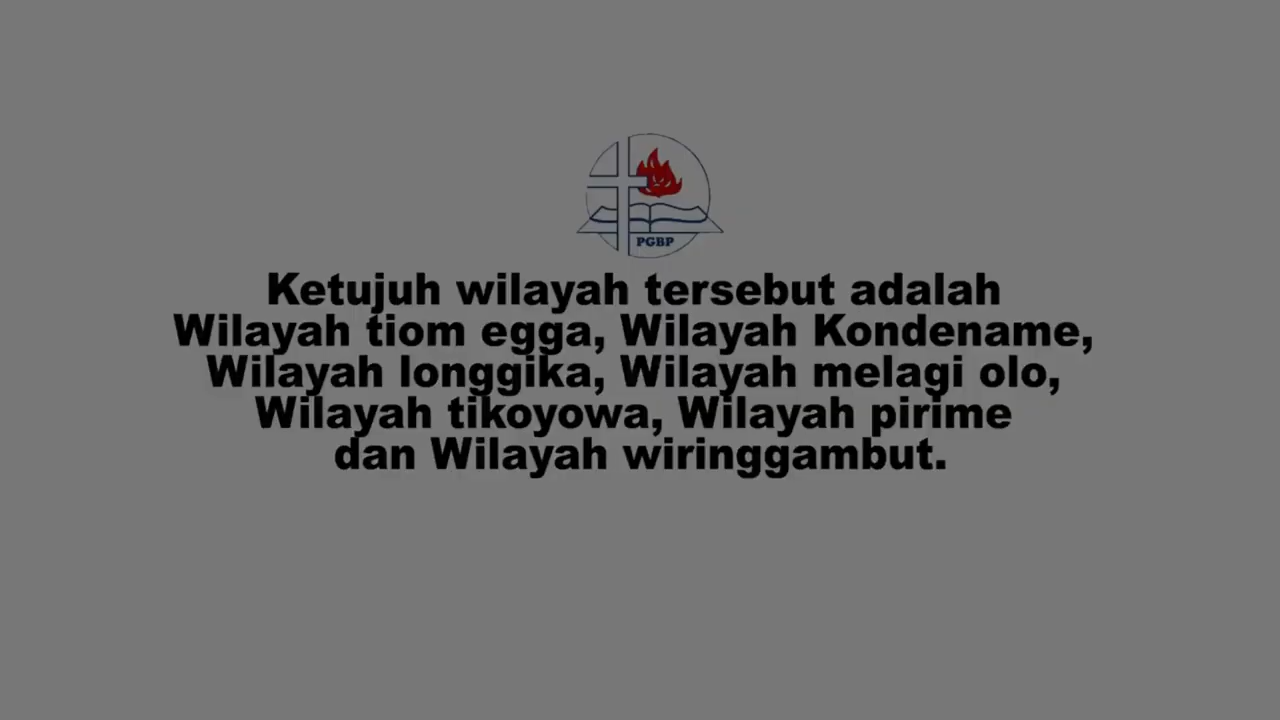 PGBP
Ketujuh wilayah tersebut adalah
Wilayah tiom egga, Wilayah Kondename,
Wilayah longgika, Wilayah melagi olo,
Wilayah tikoyowa, Wilayah pirime
dan Wilayah wiringgambut.